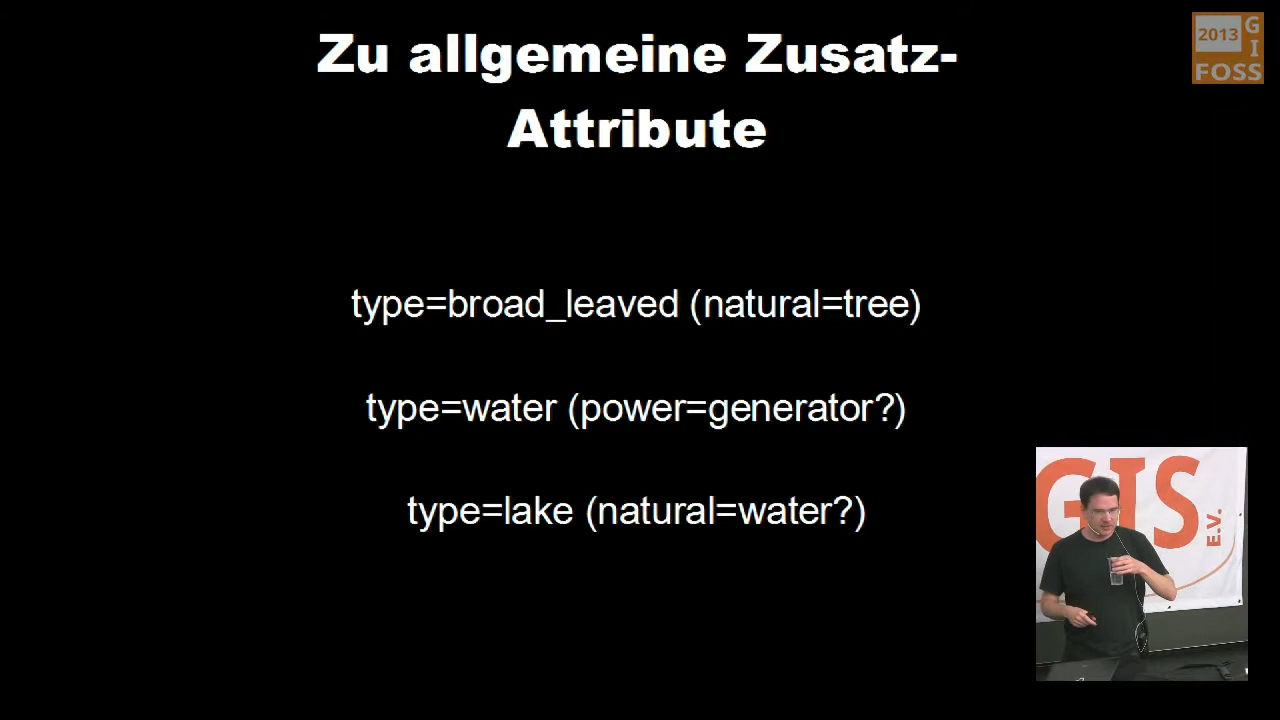 Zu allgemeine Zusatz-
Attribute
type=broad_leaved (natural=tree)
type=water (power=generator?)
type=lake (natural=water?)
2013
GI
FOSS
GIS
E.V.